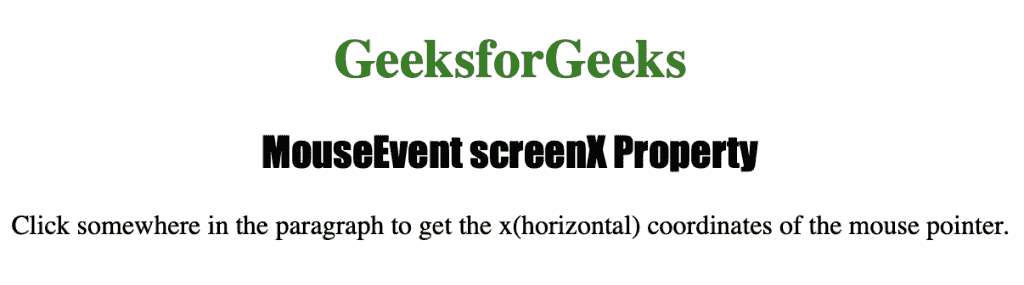 GeeksforGeeks
MouseEvent screenX Property
Click somewhere in the paragraph to get the x(horizontal) coordinates of the mouse pointer.